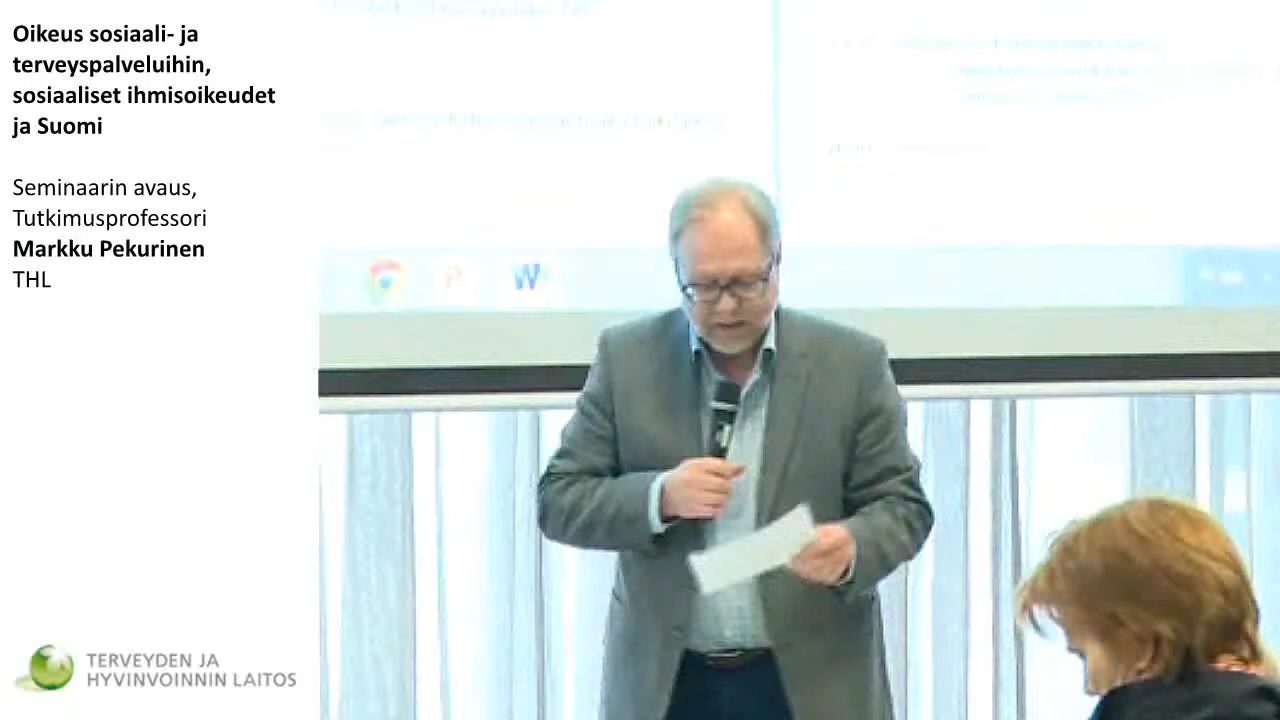 Oikeus sosiaali- ja
terveyspalveluihin,
sosiaaliset ihmisoikeudet
ja Suomi
Seminaarin avaus,
Tutkimusprofessori
Markku Pekurinen
THL
TERVEYDEN JA
HYVINVOINNIN LAITOS